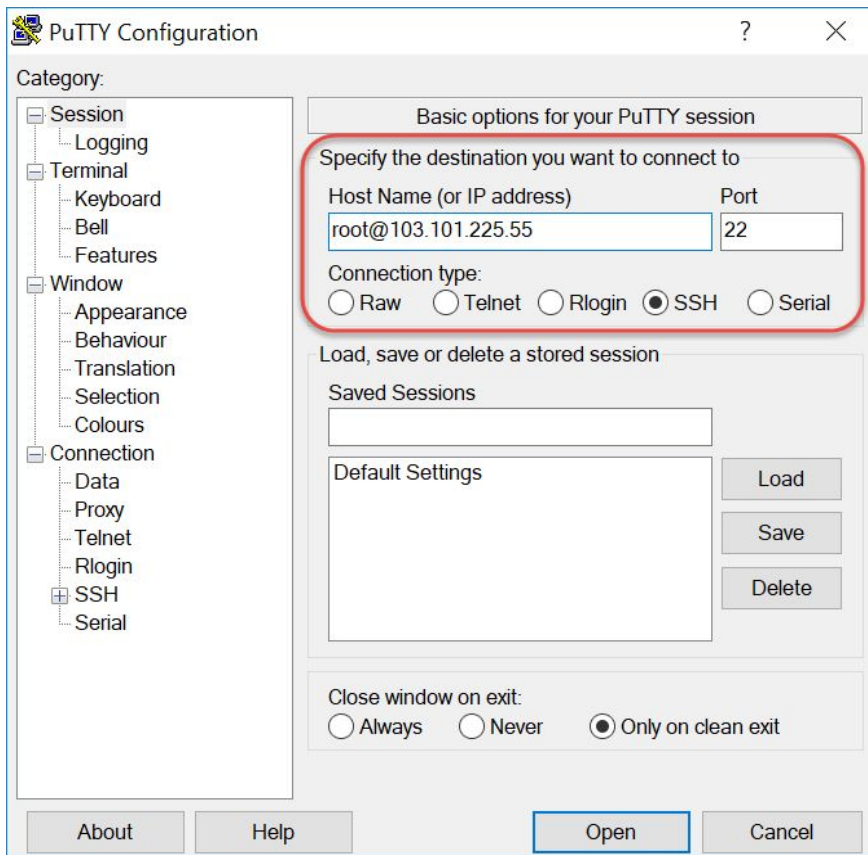 PuTTY Configuration
?
Category:
Session
Logging
Terminal
Keyboard
Bell
Features
Window
Appearance
Behaviour
Translation
Selection
Colours
Connection
Data
Proxy
Telnet
Rlogin
SSH
Serial
Basic options for your PuTTY session
Specify the destination you want to connect to
Host Name (or IP address) Port
root@103.101.225.55 22
Connection type:
Raw Telnet Rlogin SSH Serial
Load, save or delete a stored session
Saved Sessions
Default Settings
Load
Save
Delete
Close window on exit:
Always Never Only on clean exit
About Help Open Cancel